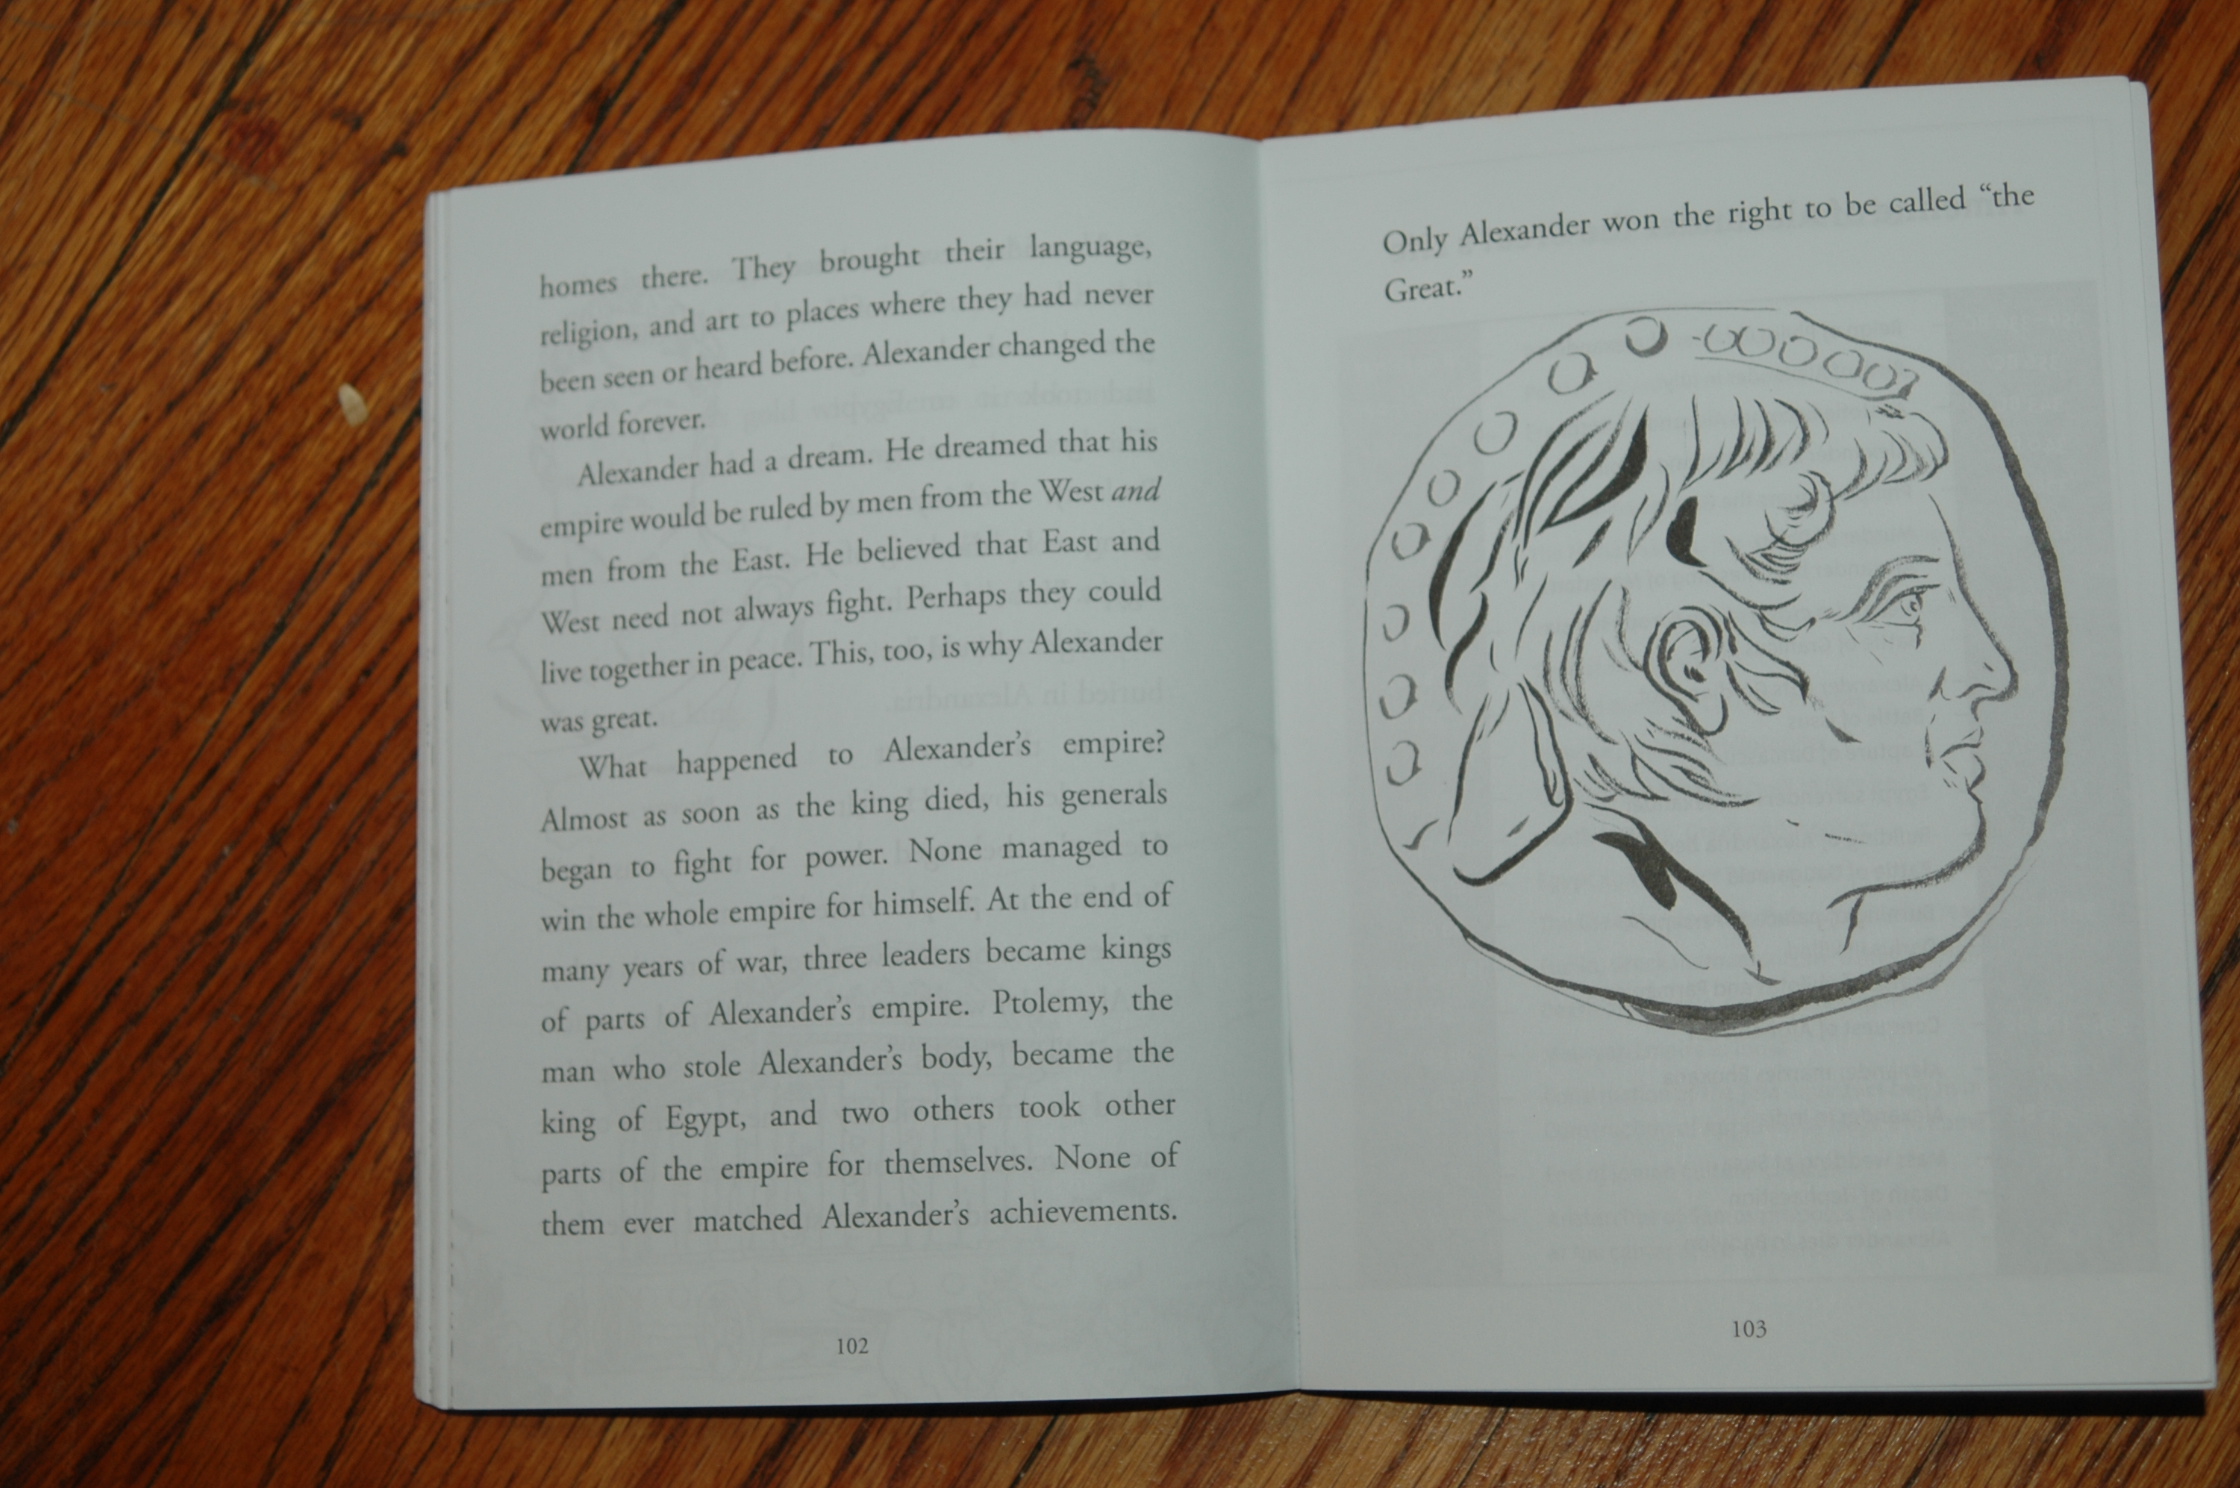 homes there. They brought their language,
religion, and art to places where they had never
been seen or heard before. Alexander changed the
world forever.
Alexander had a dream. He dreamed that his
empire would be ruled by men from the West and
men from the East. He believed that East and
West need not always fight. Perhaps they could
live together in peace. This, too, is why Alexander
was great.
What happened to Alexander's empire?
Almost as soon as the king died, his generals
began to fight for power. None managed to
win the whole empire for himself. At the end of
many years of war, three leaders became kings
of parts of Alexander's empire. Ptolemy, the
man who stole Alexander's body, became the
king of Egypt, and two others took other
parts of the empire for themselves. None of
them ever matched Alexander's achievements.
102
Only Alexander won the right to be called “the
Great.”
103